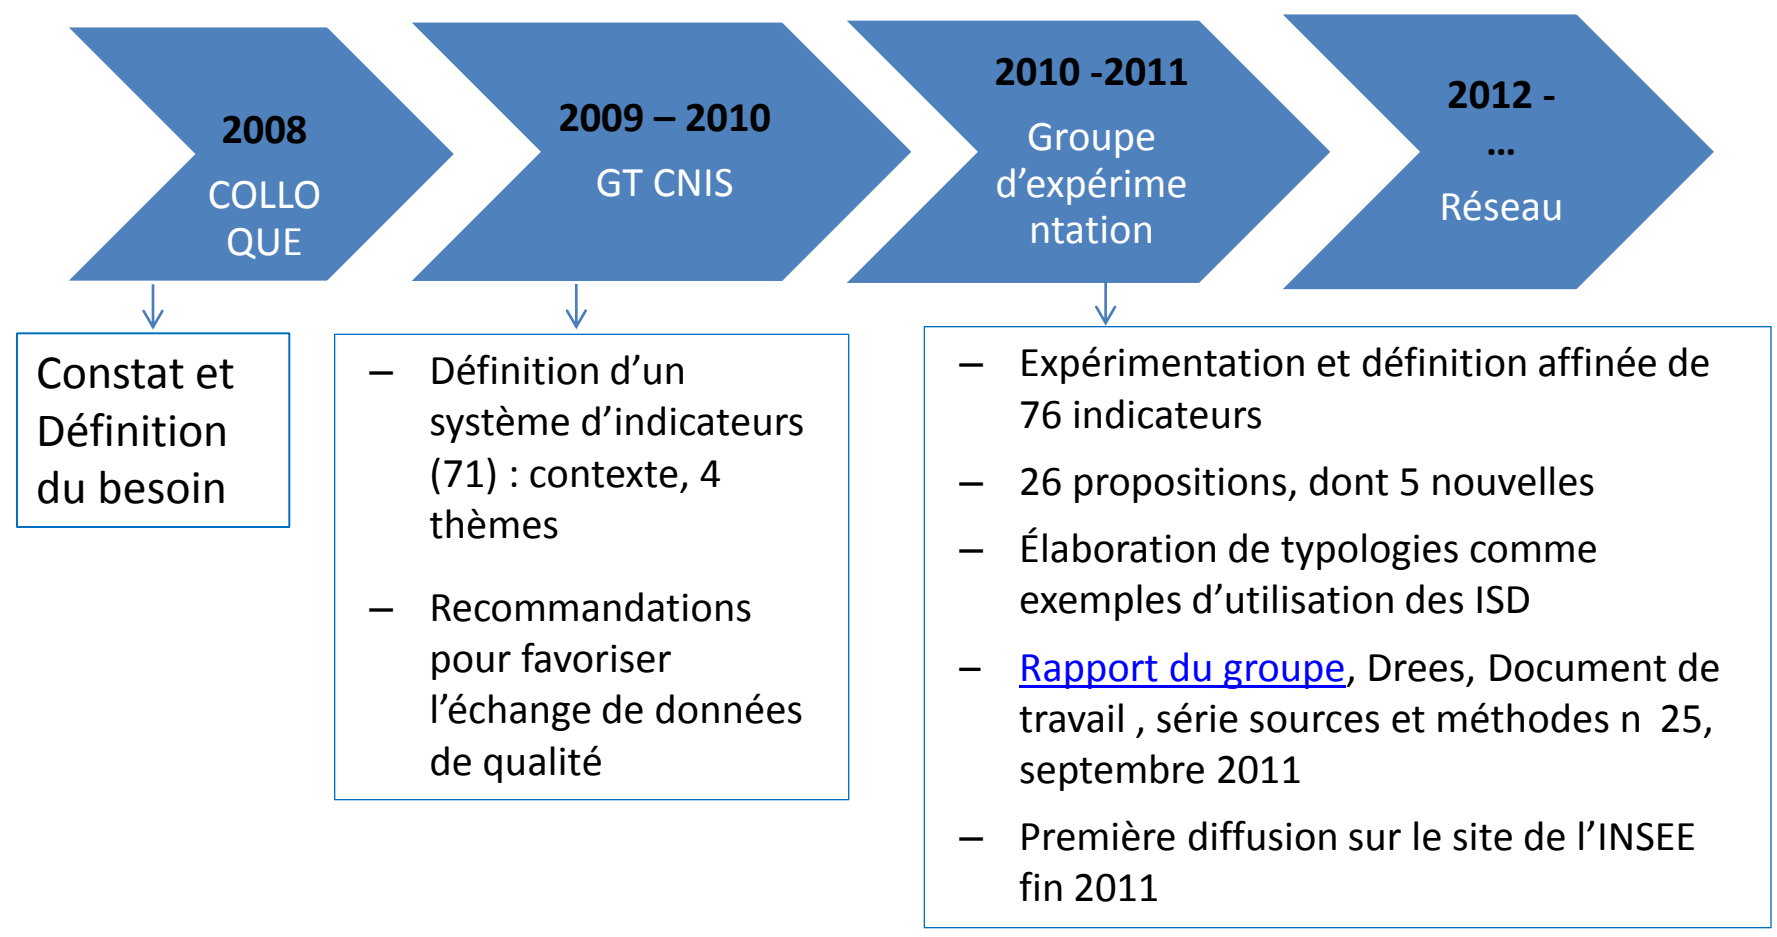 2008
COLLO
QUE
2009 – 2010
GT CNIS
2010 -2011
Groupe
d’expérime
ntation
2012 -
...
Réseau
Constat et
Définition
du besoin
– Définition d’un
système d’indicateurs
(71) : contexte, 4
thèmes
– Recommandations
pour favoriser
l’échange de données
de qualité
– Expérimentation et définition affinée de
76 indicateurs
– 26 propositions, dont 5 nouvelles
– Élaboration de typologies comme
exemples d’utilisation des ISD
– Rapport du groupe, Drees, Document de
travail , série sources et méthodes n 25,
septembre 2011
– Première diffusion sur le site de l’INSEE
fin 2011